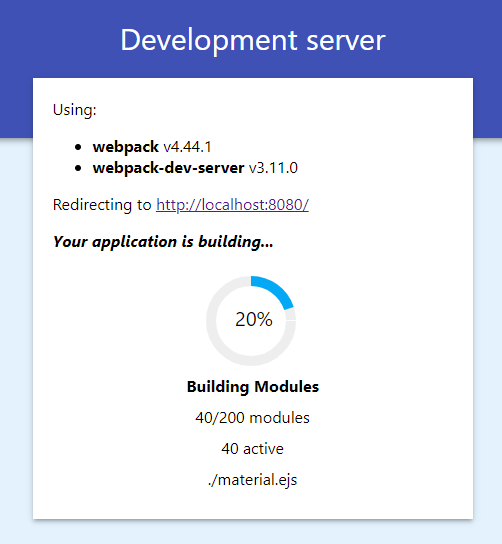 Development server
Using:
webpack v4.44.1
webpack-dev-server v3.11.0
Redirecting to http://localhost:8080/
Your application is building...
20%
Building Modules
40/200 modules
40 active
./material.ejs